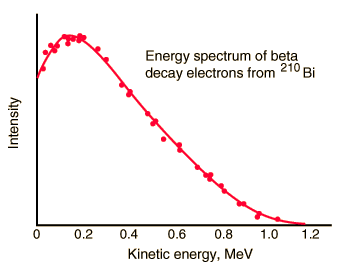 Energy spectrum of beta
decay electrons from ²¹⁰Bi
Intensity
0 0.2 0.4 0.6 0.8 1.0 1.2
Kinetic energy, MeV